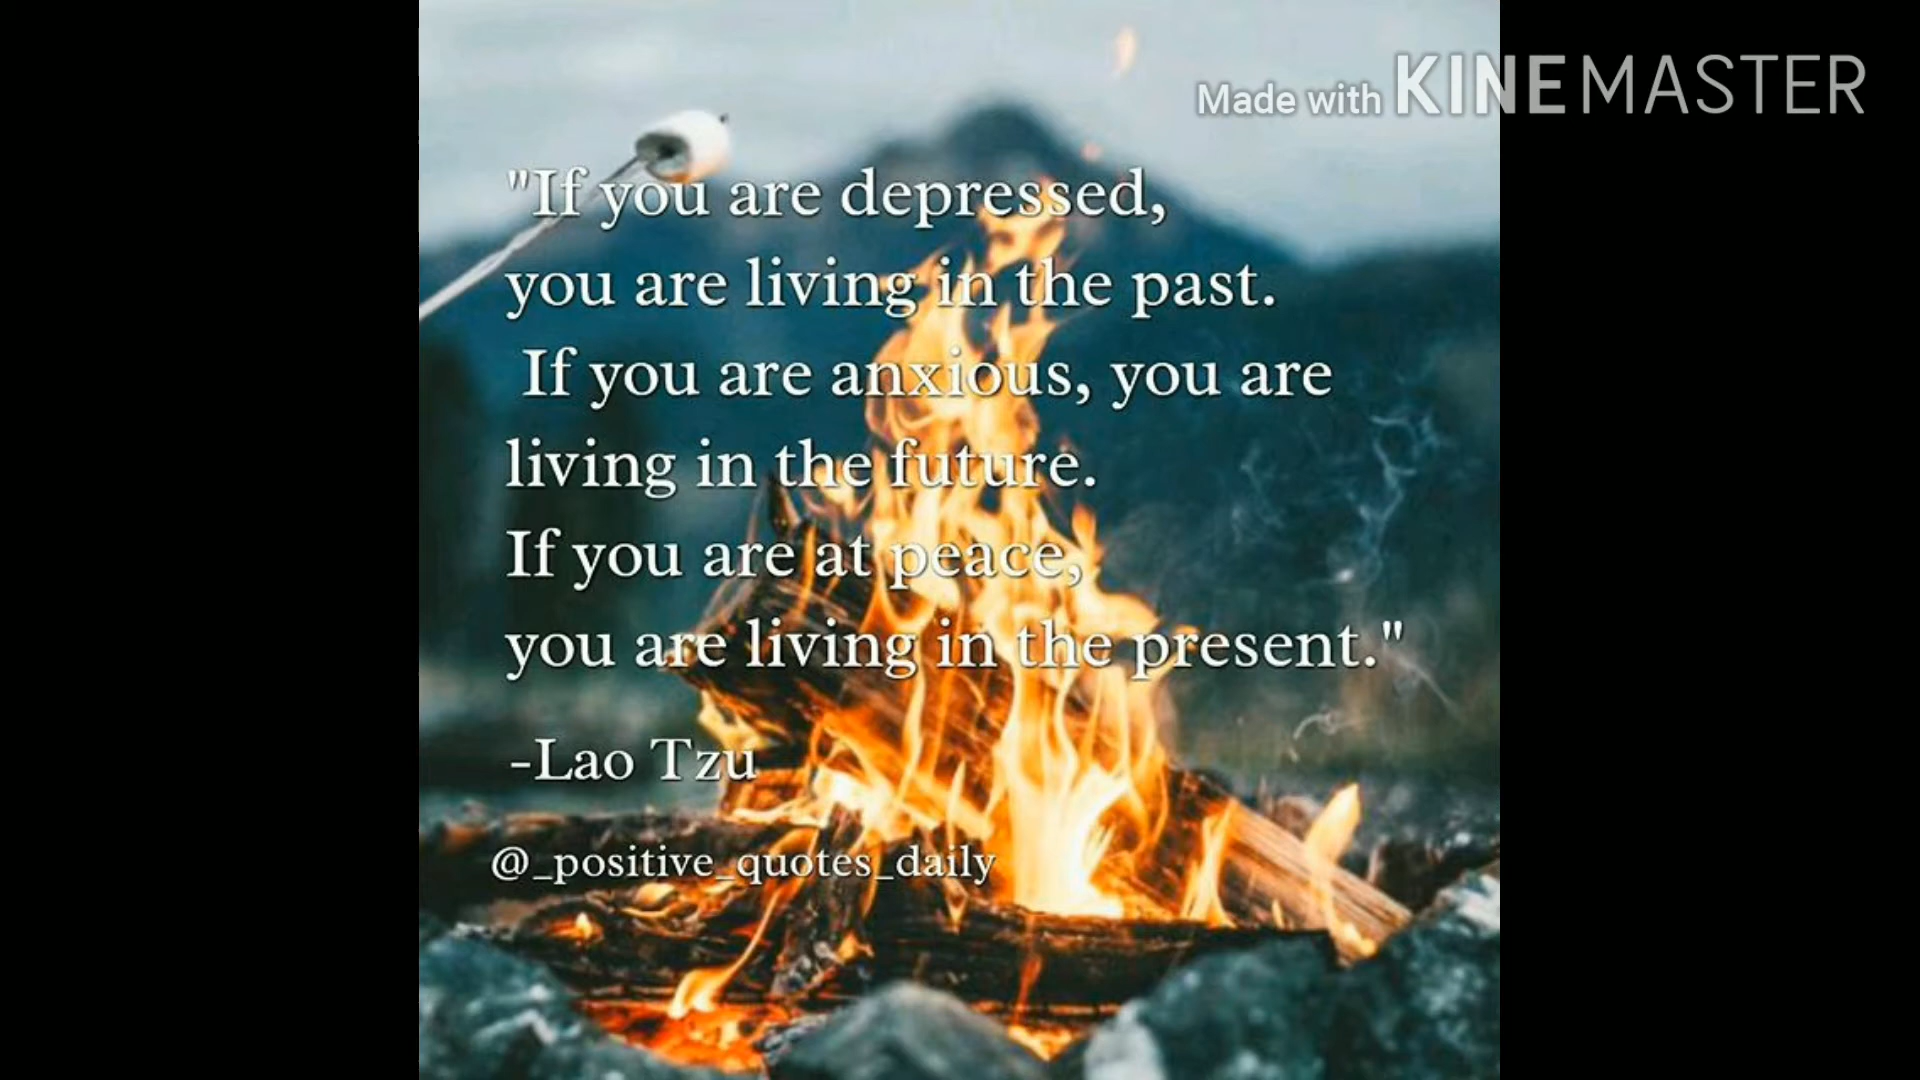 Made with KINEMASTER
"If you are depressed,
you are living in the past.
If you are anxious, you are
living in the future.
If you are at peace,
you are living in the present."
-Lao Tzu
@_positive_quotes_daily